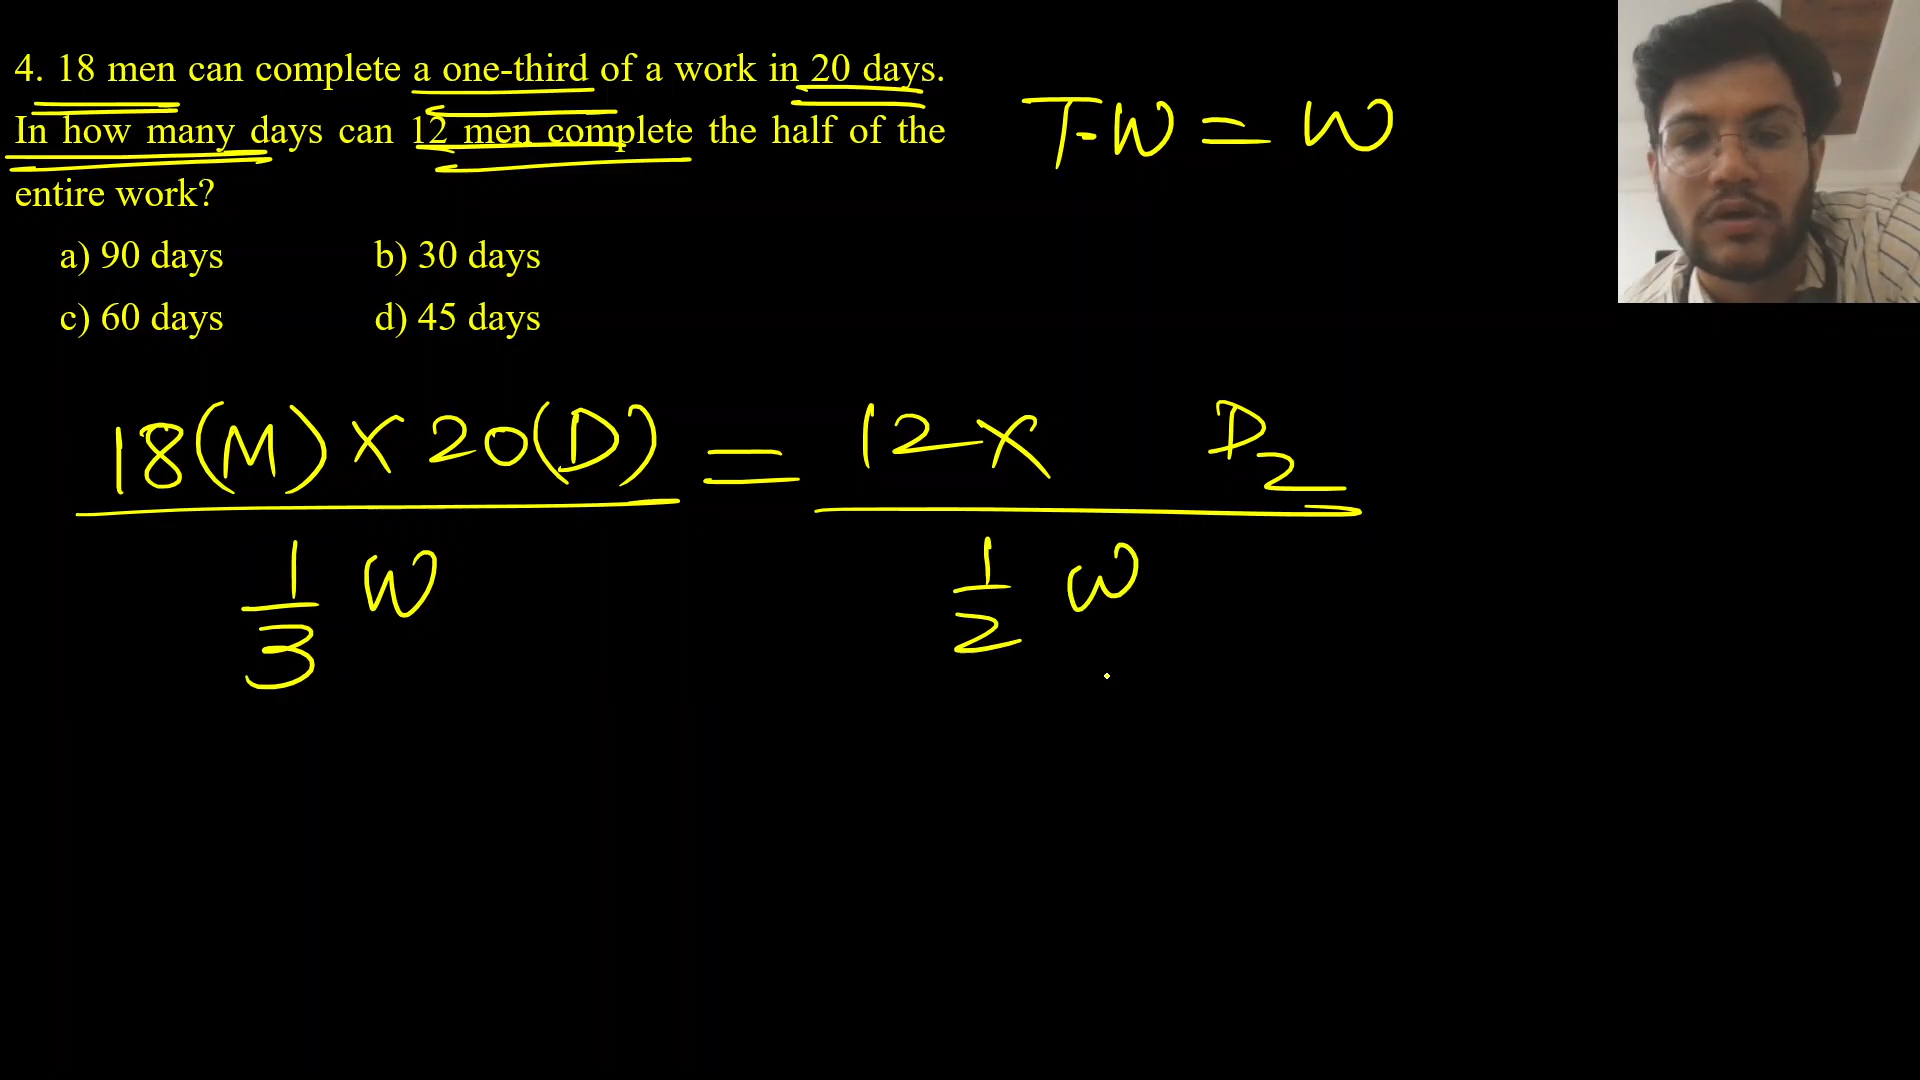 4. 18 men can complete a one-third of a work in 20 days.
In how many days can 12 men complete the half of the
entire work?
a) 90 days b) 30 days
c) 60 days d) 45 days
T-W = W
18(M) X 20(D) = 12 X D2
1/3 W 1/2 W